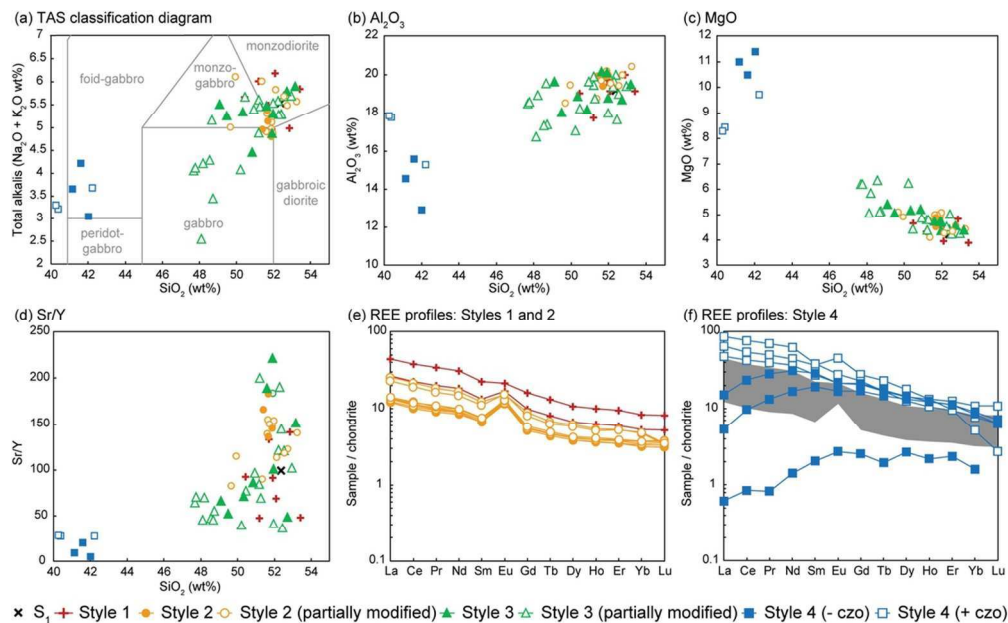 (a) TAS classification diagram
Total alkalis (Na₂O + K₂O wt%)
7
6.5
6
5.5
5
4.5
4
3.5
3
2.5
2
foid-gabbro
monzo-
gabbro
monzodiorite
gabbroic
diorite
gabbro
peridot-
gabbro
40 42 44 46 48 50 52 54
SiO₂ (wt%)
(b) Al₂O₃
Al₂O₃ (wt%)
22
20
18
16
14
12
10
40 42 44 46 48 50 52 54
SiO₂ (wt%)
(c) MgO
MgO (wt%)
12
11
10
9
8
7
6
5
4
3
2
40 42 44 46 48 50 52 54
SiO₂ (wt%)
(d) Sr/Y
Sr/Y
250
200
150
100
50
0
40 42 44 46 48 50 52 54
SiO₂ (wt%)
(e) REE profiles: Styles 1 and 2
Sample / chondrite
100
10
1
0.1
La Ce Pr Nd Sm Eu Gd Tb Dy Ho Er Yb Lu
(f) REE profiles: Style 4
Sample / chondrite
100
10
1
0.1
La Ce Pr Nd Sm Eu Gd Tb Dy Ho Er Yb Lu
S₁ Style 1 Style 2 Style 2 (partially modified) Style 3 Style 3 (partially modified) Style 4 (- czo) Style 4 (+ czo)